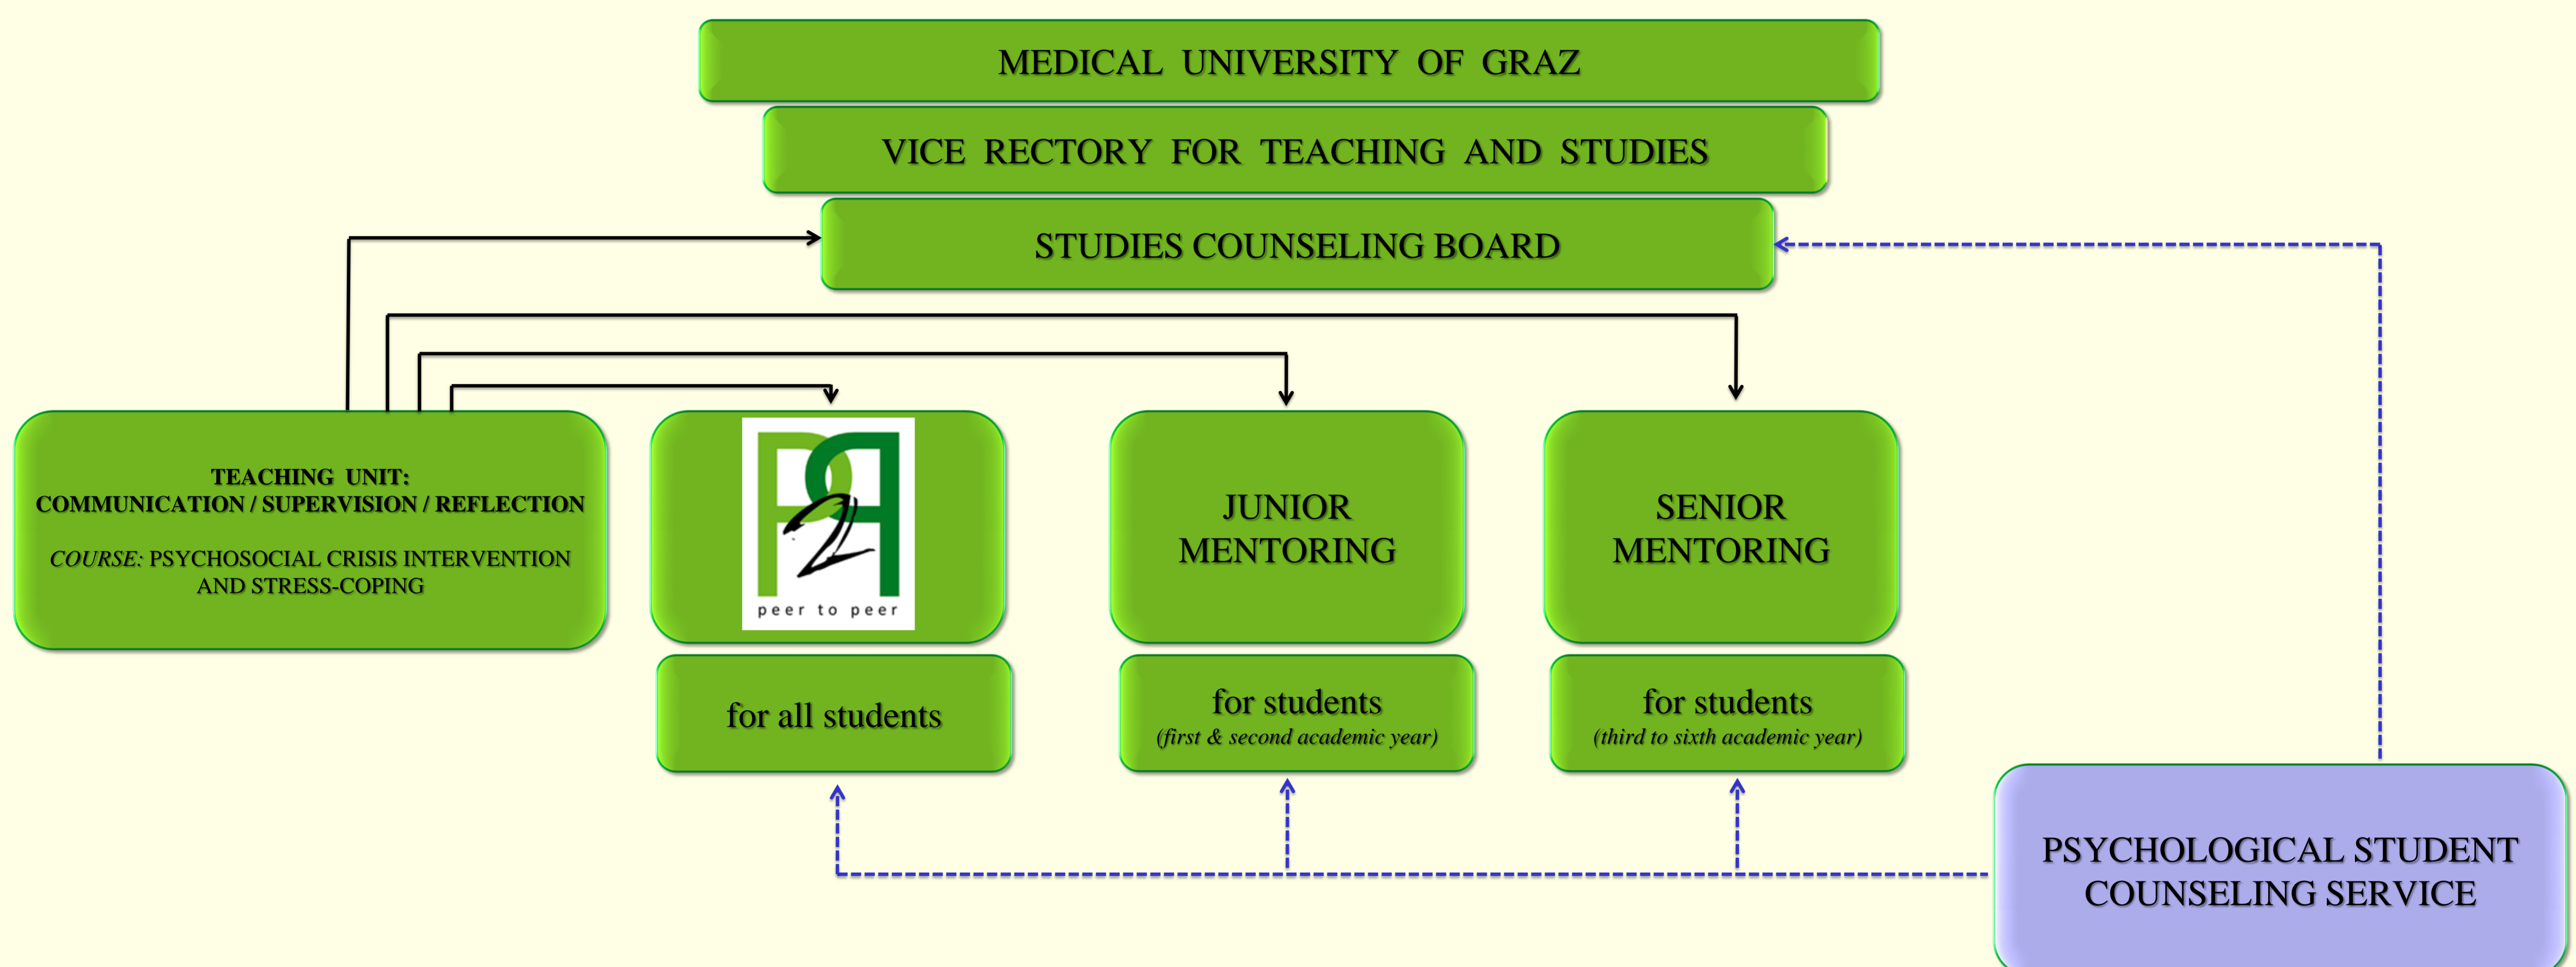 MEDICAL UNIVERSITY OF GRAZ
VICE RECTORY FOR TEACHING AND STUDIES
STUDIES COUNSELING BOARD
TEACHING UNIT:
COMMUNICATION / SUPERVISION / REFLECTION
COURSE: PSYCHOSOCIAL CRISIS INTERVENTION
AND STRESS-COPING
P2P
peer to peer
JUNIOR
MENTORING
SENIOR
MENTORING
for all students
for students
(first & second academic year)
for students
(third to sixth academic year)
PSYCHOLOGICAL STUDENT
COUNSELING SERVICE